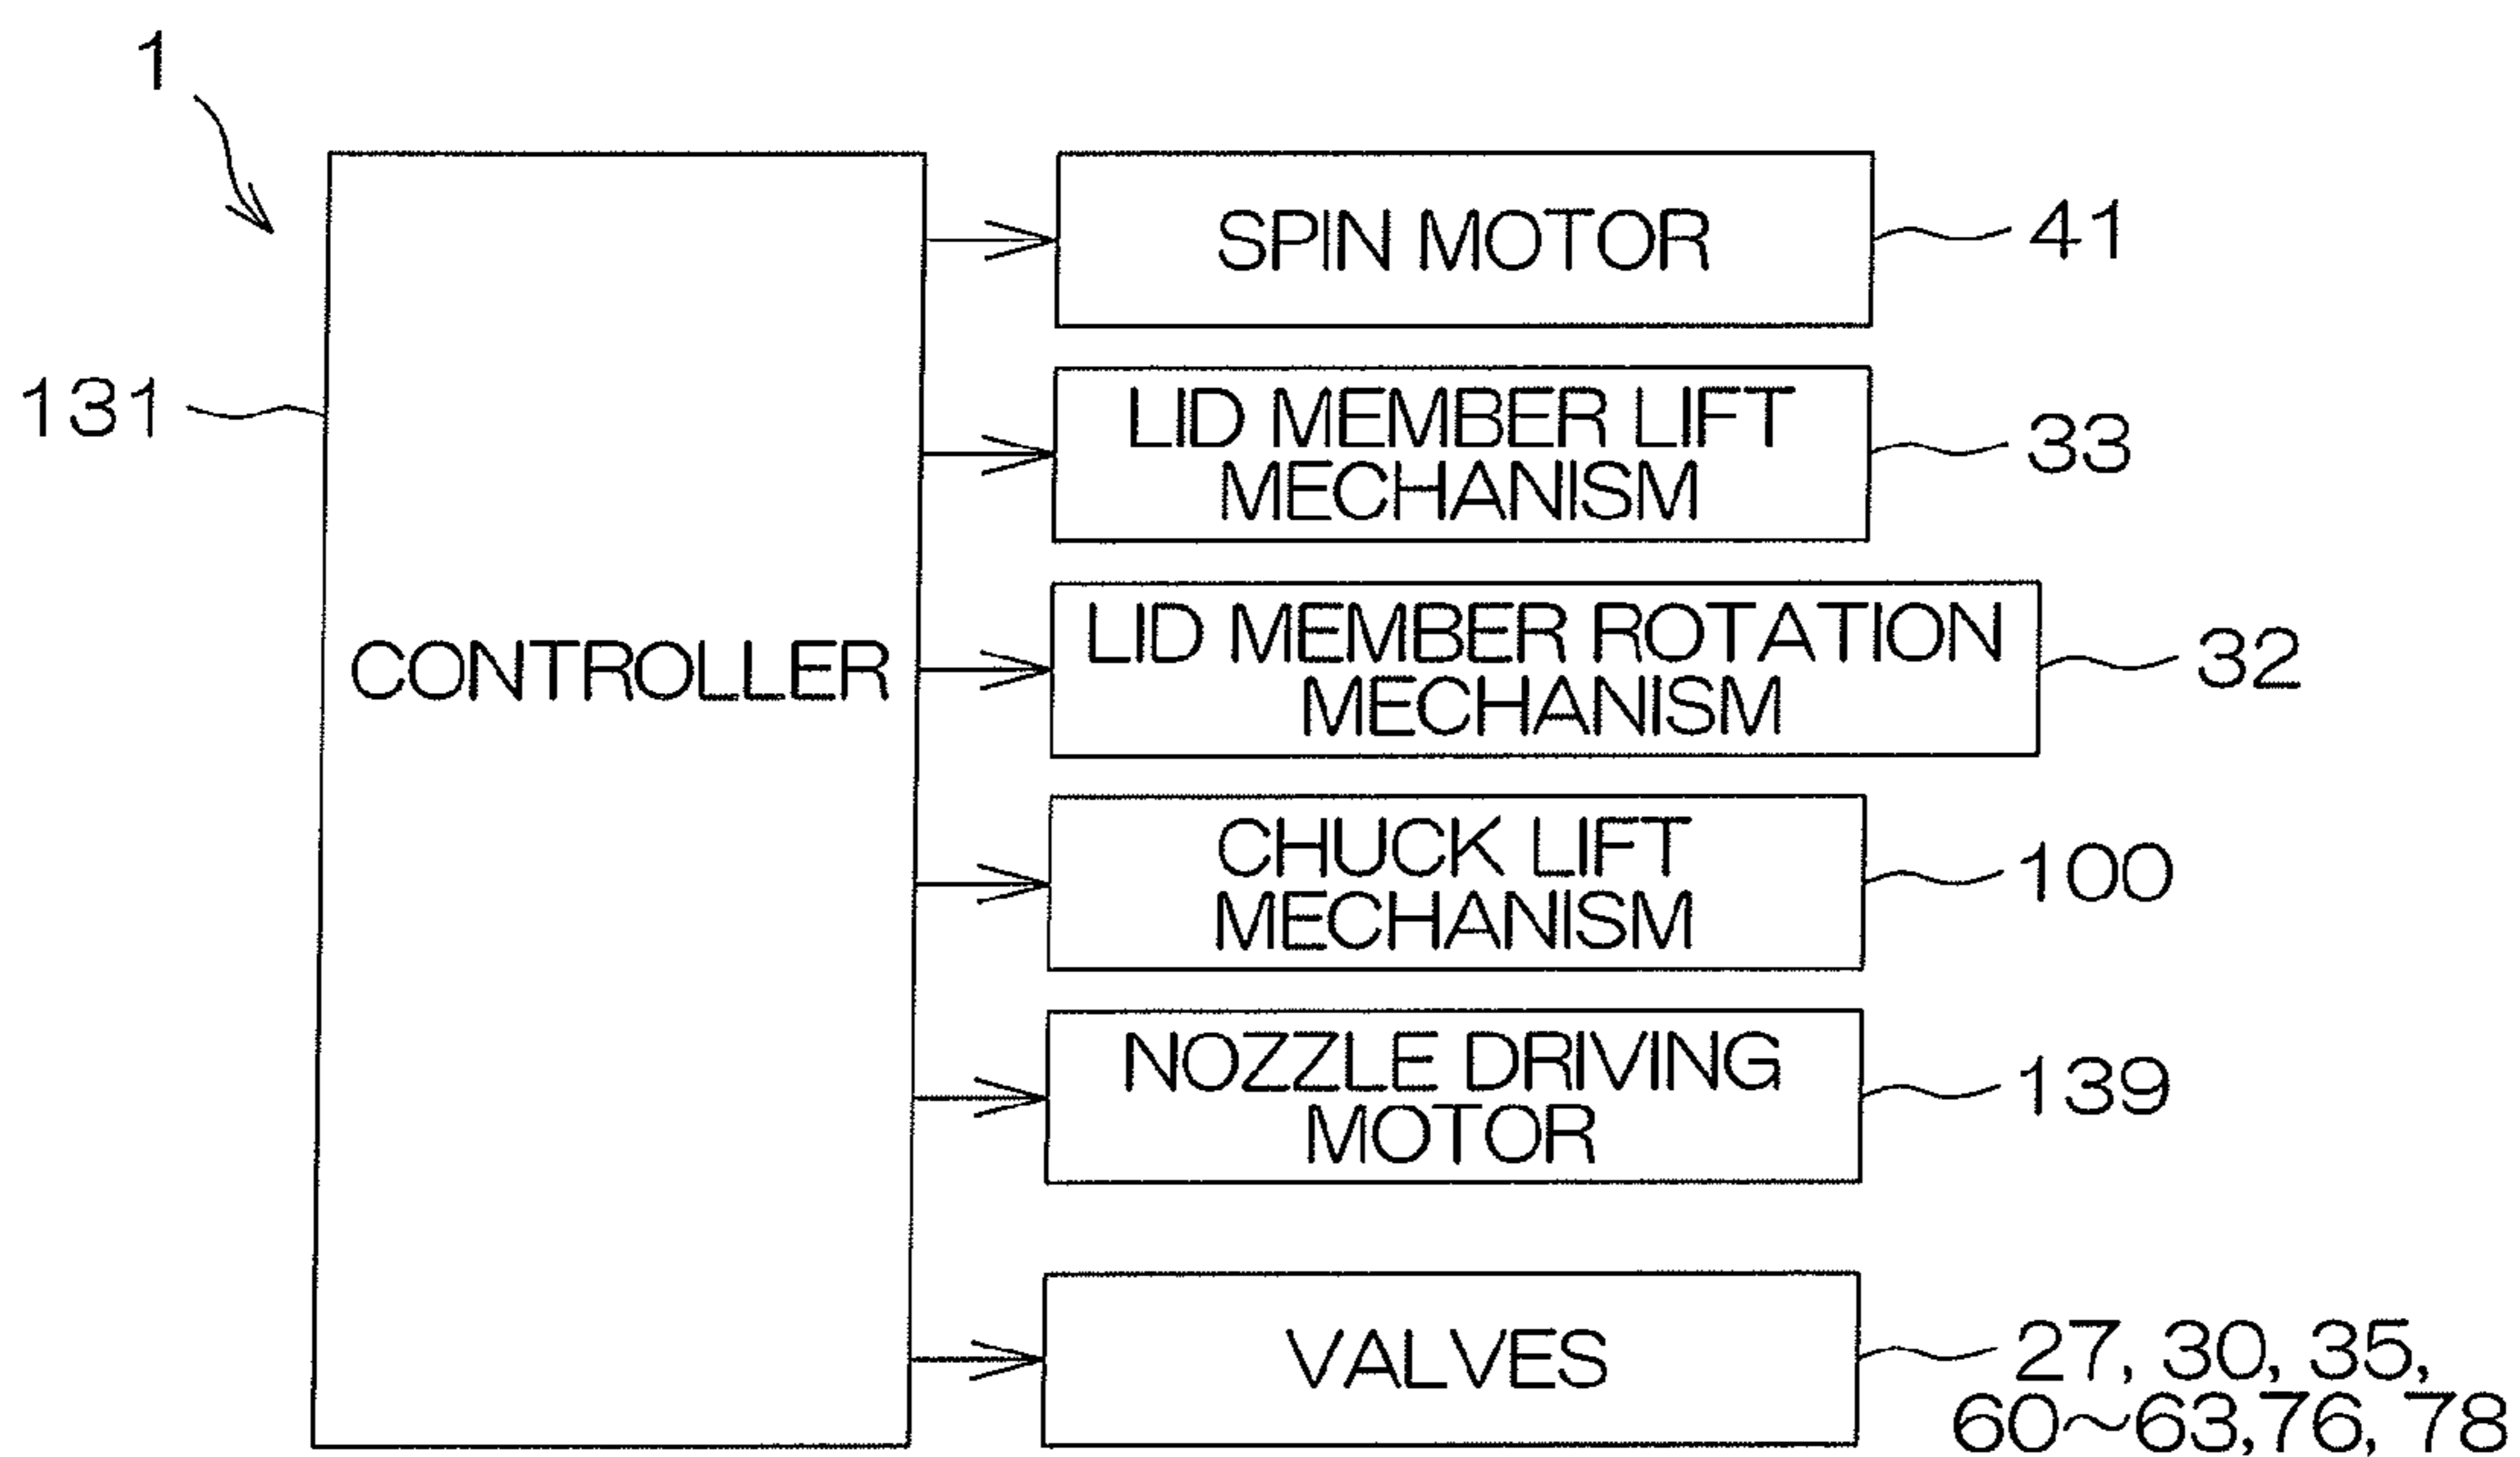 1
SPIN MOTOR
41
131
LID MEMBER LIFT
MECHANISM
33
CONTROLLER
LID MEMBER ROTATION
MECHANISM
32
CHUCK LIFT
MECHANISM
100
NOZZLE DRIVING
MOTOR
139
VALVES
27, 30, 35,
60~63,76, 78